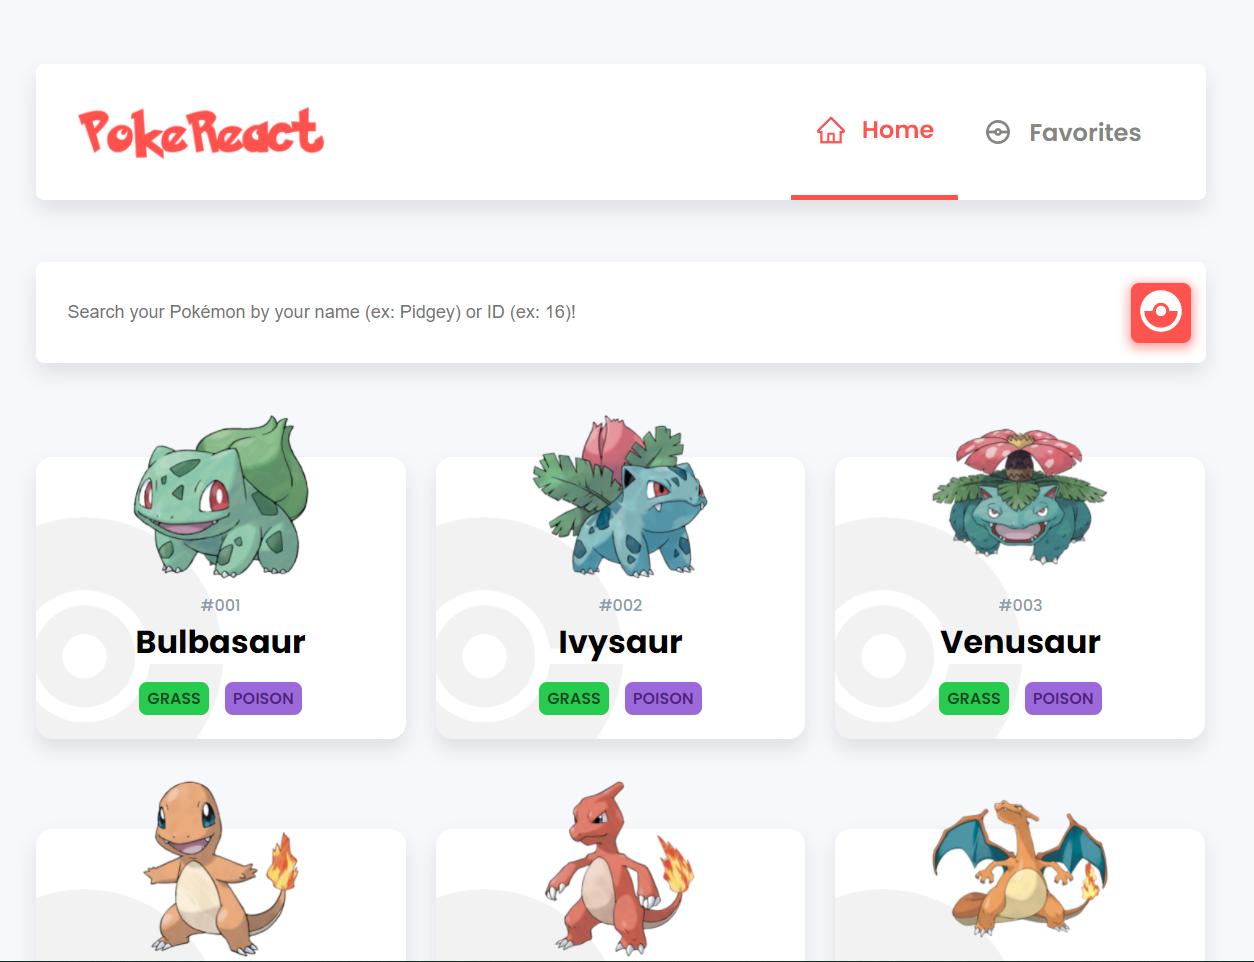 PokeReact
Home
Favorites
Search your Pokémon by your name (ex: Pidgey) or ID (ex: 16)!
#001
Bulbasaur
GRASS POISON
#002
Ivysaur
GRASS POISON
#003
Venusaur
GRASS POISON